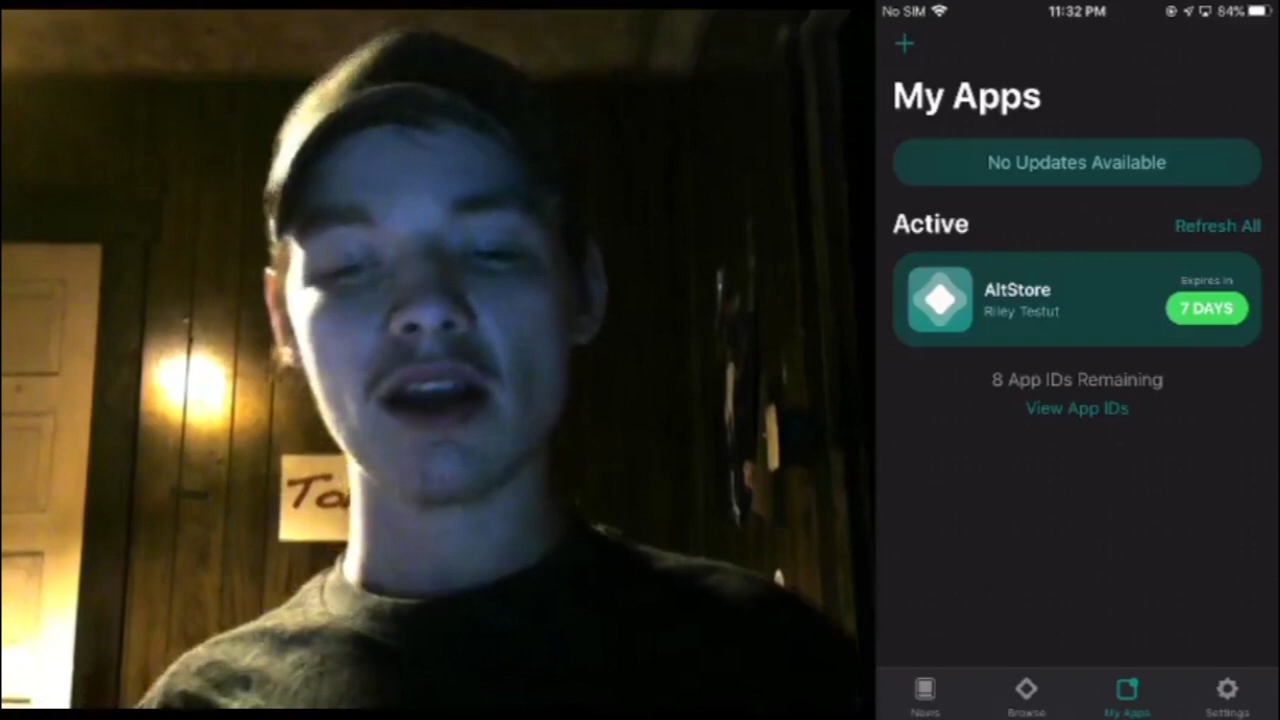 To
No SIM 11:32 PM 84%
+
My Apps
No Updates Available
Active Refresh All
AltStore
Riley Testut
Expires in
7 DAYS
8 App IDs Remaining
View App IDs
News Browse My Apps Settings